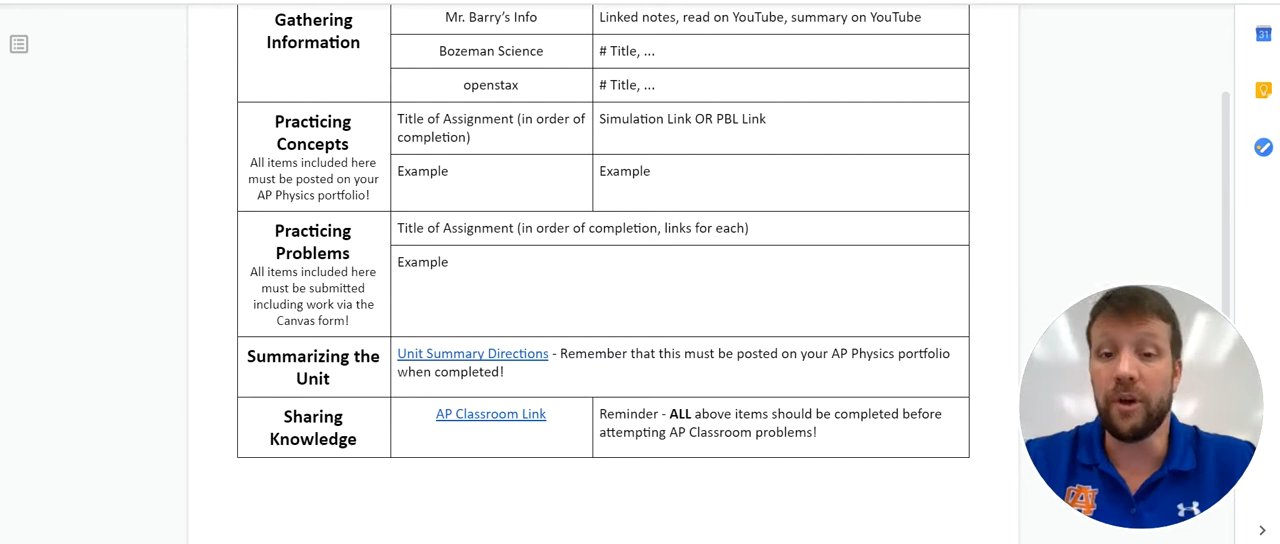 Gathering
Information
Mr. Barry's Info
Linked notes, read on YouTube, summary on YouTube
Bozeman Science
# Title, ...
openstax
# Title, ...
Practicing
Concepts
All items included here
must be posted on your
AP Physics portfolio!
Title of Assignment (in order of
completion)
Simulation Link OR PBL Link
Example
Example
Practicing
Problems
All items included here
must be submitted
including work via the
Canvas form!
Title of Assignment (in order of completion, links for each)
Example
Summarizing the
Unit
Unit Summary Directions - Remember that this must be posted on your AP Physics portfolio
when completed!
Sharing
Knowledge
AP Classroom Link
Reminder - ALL above items should be completed before
attempting AP Classroom problems!
31